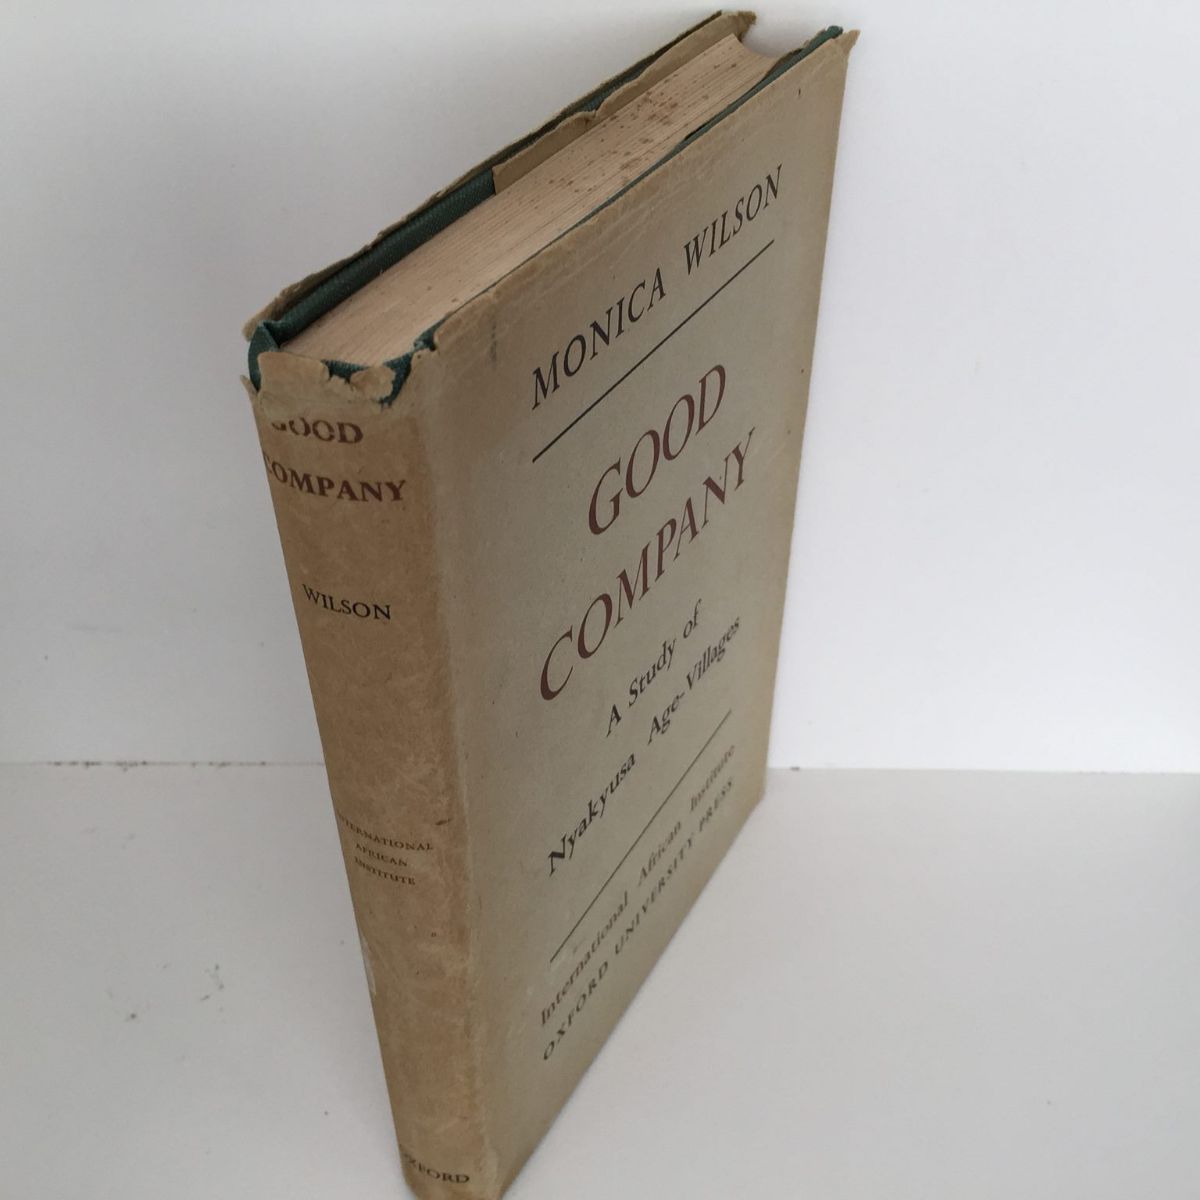 MONICA WILSON
GOOD
COMPANY
A Study of
Nyakyusa Age-Villages
International African Institute
OXFORD UNIVERSITY PRESS
GOOD
COMPANY
WILSON
INTERNATIONAL
AFRICAN
INSTITUTE
OXFORD